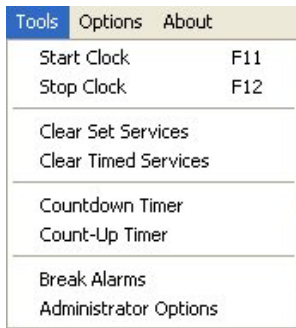 Tools Options About
Start Clock F11
Stop Clock F12
Clear Set Services
Clear Timed Services
Countdown Timer
Count-Up Timer
Break Alarms
Administrator Options